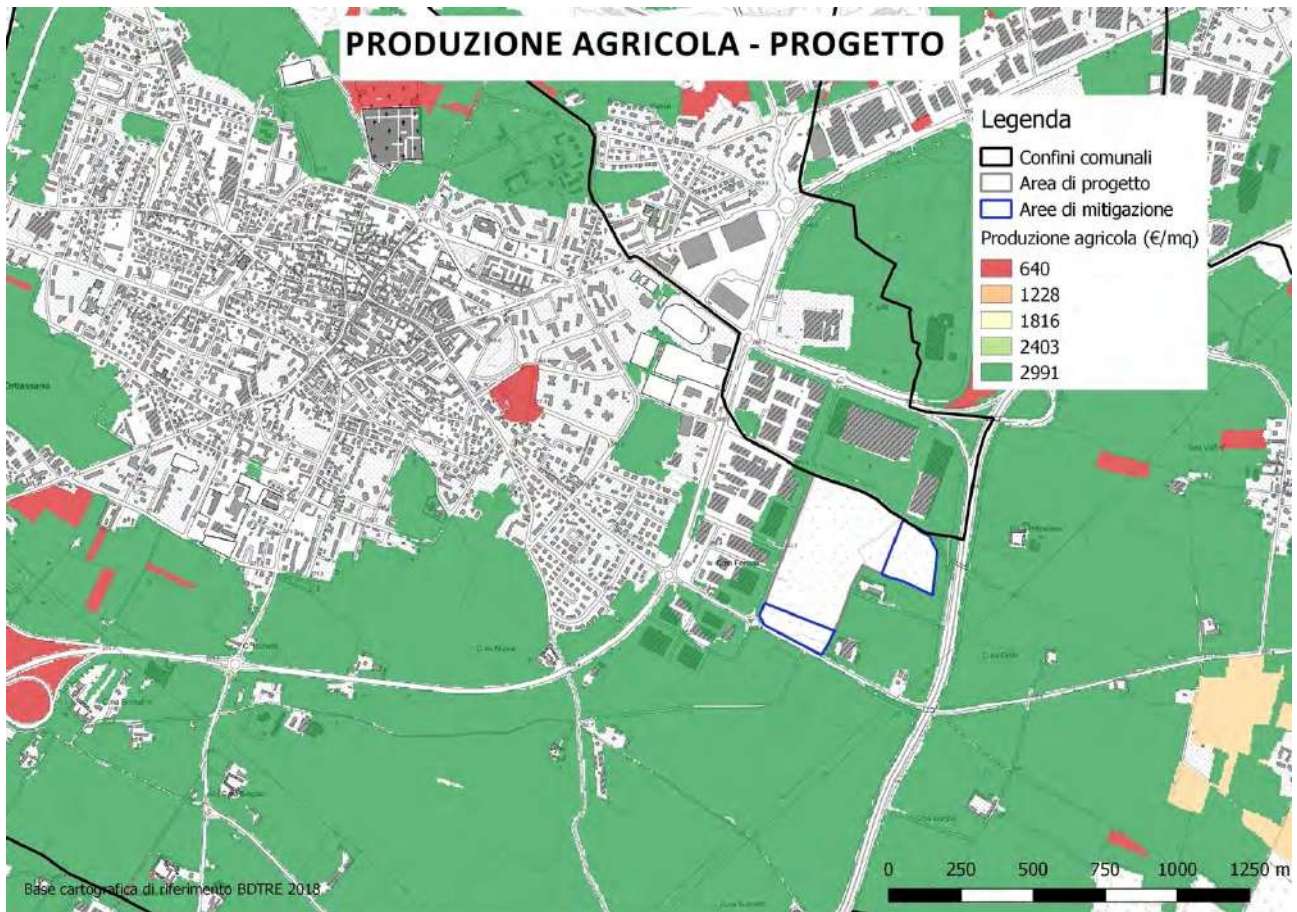 PRODUZIONE AGRICOLA - PROGETTO
Legenda
Confini comunali
Area di progetto
Aree di mitigazione
Produzione agricola (€/mq)
640
1228
1816
2403
2991
0 250 500 750 1000 1250 m
Base cartografica di riferimento BDTRE 2018